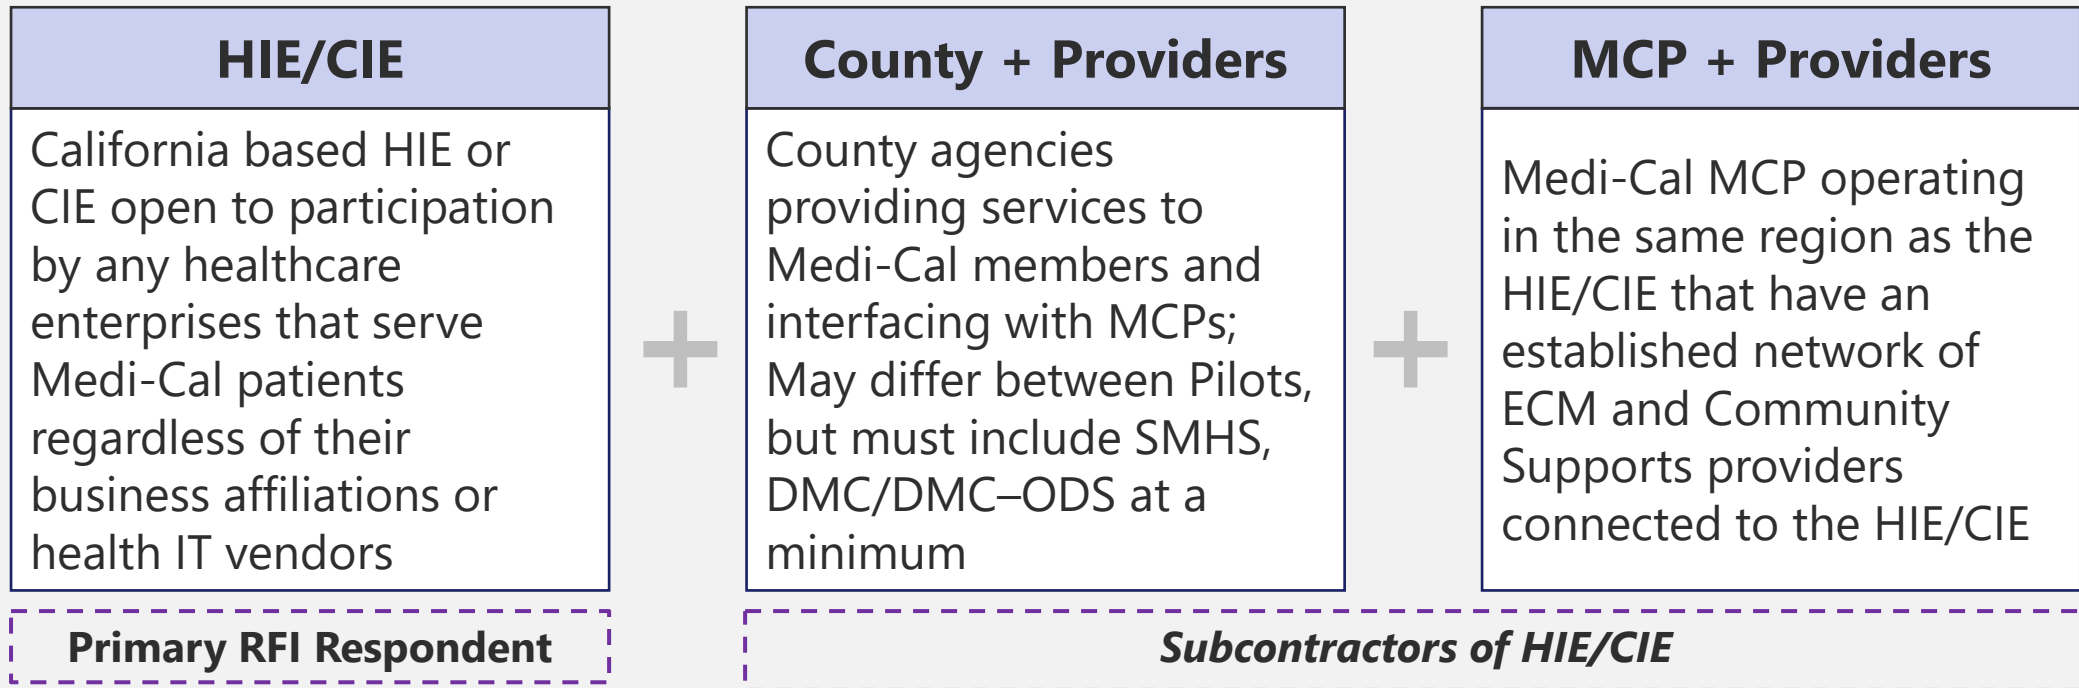 HIE/CIE
California based HIE or
CIE open to participation
by any healthcare
enterprises that serve
Medi-Cal patients
regardless of their
business affiliations or
health IT vendors
Primary RFI Respondent
+
County + Providers
County agencies
providing services to
Medi-Cal members and
interfacing with MCPs;
May differ between Pilots,
but must include SMHS,
DMC/DMC–ODS at a
minimum
+
MCP + Providers
Medi-Cal MCP operating
in the same region as the
HIE/CIE that have an
established network of
ECM and Community
Supports providers
connected to the HIE/CIE
Subcontractors of HIE/CIE